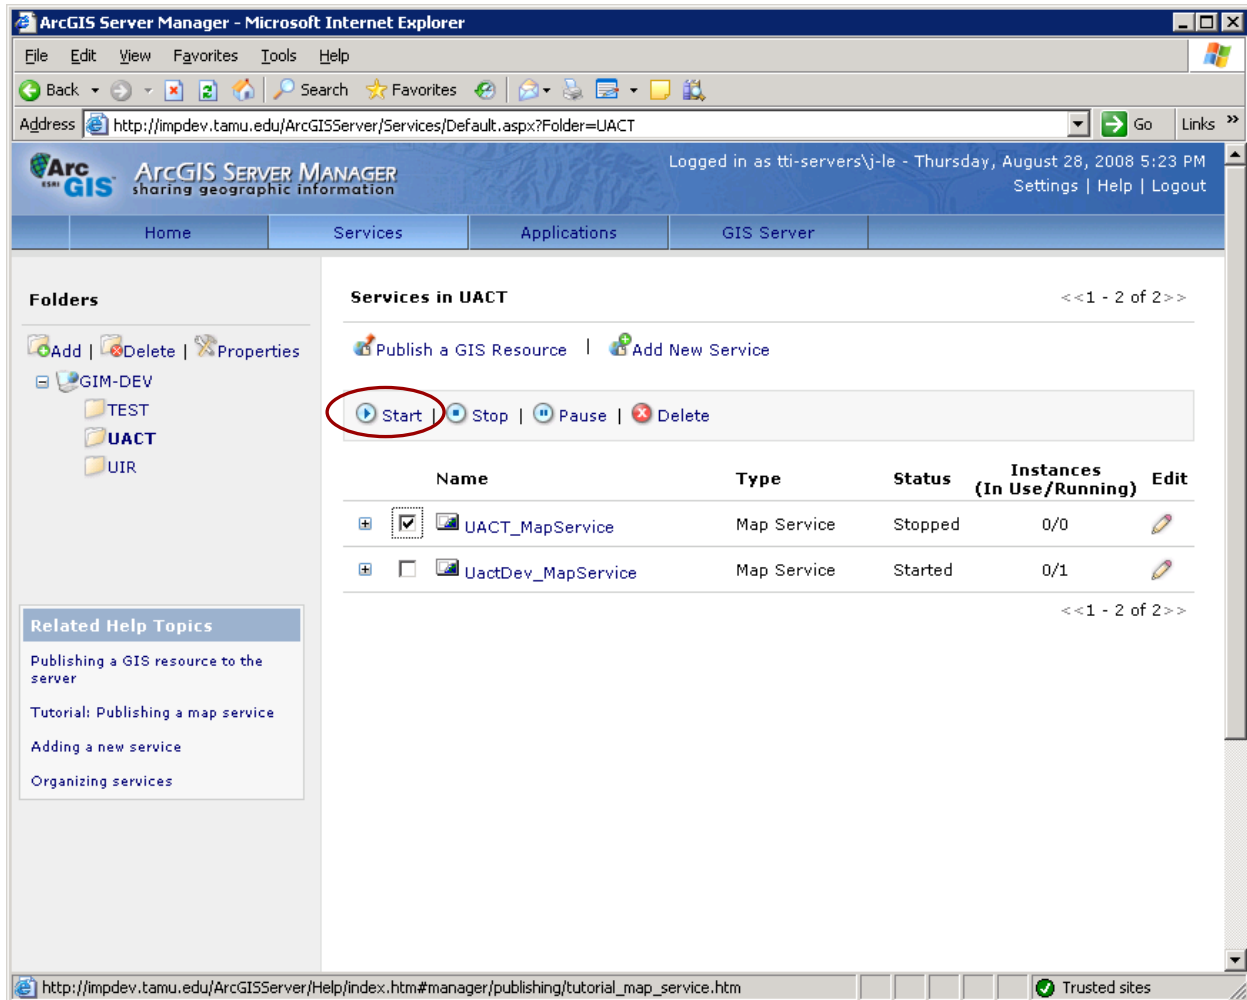 ArcGIS Server Manager - Microsoft Internet Explorer
File Edit View Favorites Tools Help
Back Search Favorites
Address http://impdev.tamu.edu/ArcGISServer/Services/Default.aspx?Folder=UACT Go Links »
Arc GIS ESRI ARCGIS SERVER MANAGER sharing geographic information
Logged in as tti-servers\j-le - Thursday, August 28, 2008 5:23 PM
Settings | Help | Logout
Home Services Applications GIS Server
Folders
Add | Delete | Properties
GIM-DEV
TEST
UACT
UIR
Related Help Topics
Publishing a GIS resource to the
server
Tutorial: Publishing a map service
Adding a new service
Organizing services
Services in UACT <<1 - 2 of 2>>
Publish a GIS Resource | Add New Service
Start | Stop | Pause | Delete
Name Type Status Instances (In Use/Running) Edit
UACT_MapService Map Service Stopped 0/0
UactDev_MapService Map Service Started 0/1
<<1 - 2 of 2>>
http://impdev.tamu.edu/ArcGISServer/Help/index.htm#manager/publishing/tutorial_map_service.htm Trusted sites